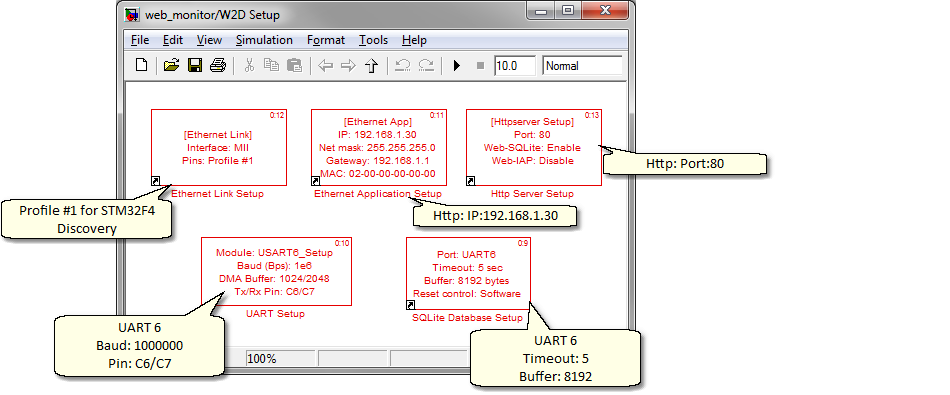 web_monitor/W2D Setup
File Edit View Simulation Format Tools Help
10.0 Normal
0:12
[Ethernet Link]
Interface: MII
Pins: Profile #1
Ethernet Link Setup
0:11
[Ethernet App]
IP: 192.168.1.30
Net mask: 255.255.255.0
Gateway: 192.168.1.1
MAC: 02-00-00-00-00-00
Ethernet Application Setup
0:13
[Httpserver Setup]
Port: 80
Web-SQLite: Enable
Web-IAP: Disable
Http Server Setup
Http: Port:80
Profile #1 for STM32F4
Discovery
Http: IP:192.168.1.30
0:10
Module: USART6_Setup
Baud (Bps): 1e6
DMA Buffer: 1024/2048
Tx/Rx Pin: C6/C7
UART Setup
0:9
Port: UART6
Timeout: 5 sec
Buffer: 8192 bytes
Reset control: Software
SQLite Database Setup
UART 6
Baud: 1000000
Pin: C6/C7
UART 6
Timeout: 5
Buffer: 8192
100%